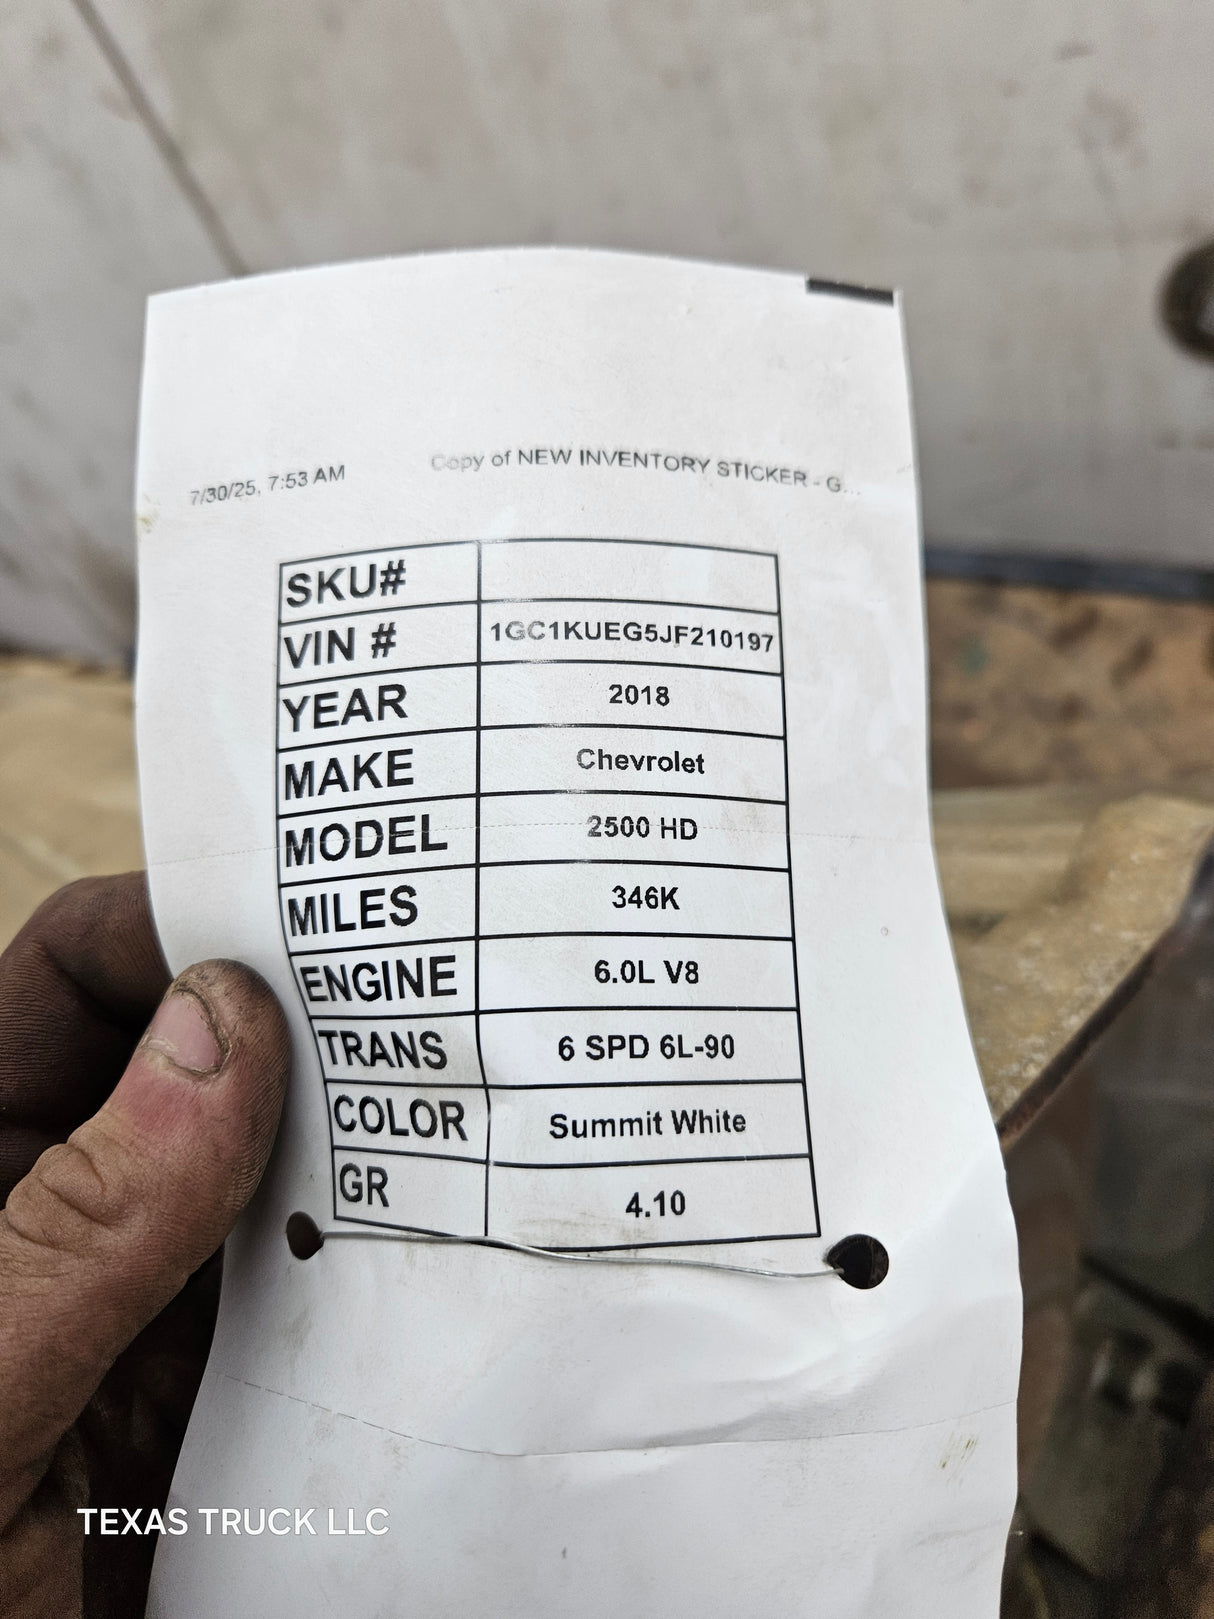 7/30/25, 7:53 AM Copy of NEW INVENTORY STICKER - G...
SKU#
VIN # 1GC1KUEG5JF210197
YEAR 2018
MAKE Chevrolet
MODEL 2500 HD
MILES 346K
ENGINE 6.0L V8
TRANS 6 SPD 6L-90
COLOR Summit White
GR 4.10
TEXAS TRUCK LLC